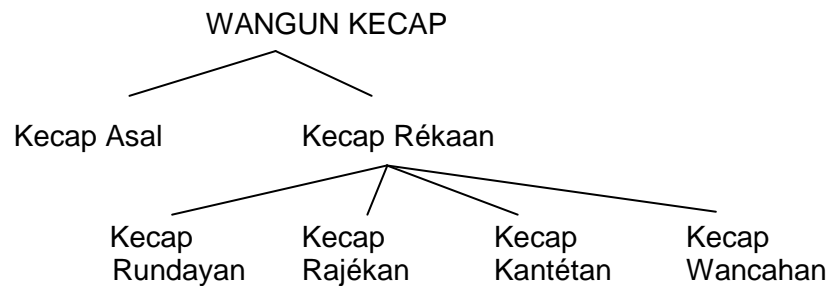 WANGUN KECAP
Kecap Asal
Kecap Rékaan
Kecap
Rundayan
Kecap
Rajékan
Kecap
Kantétan
Kecap
Wancahan